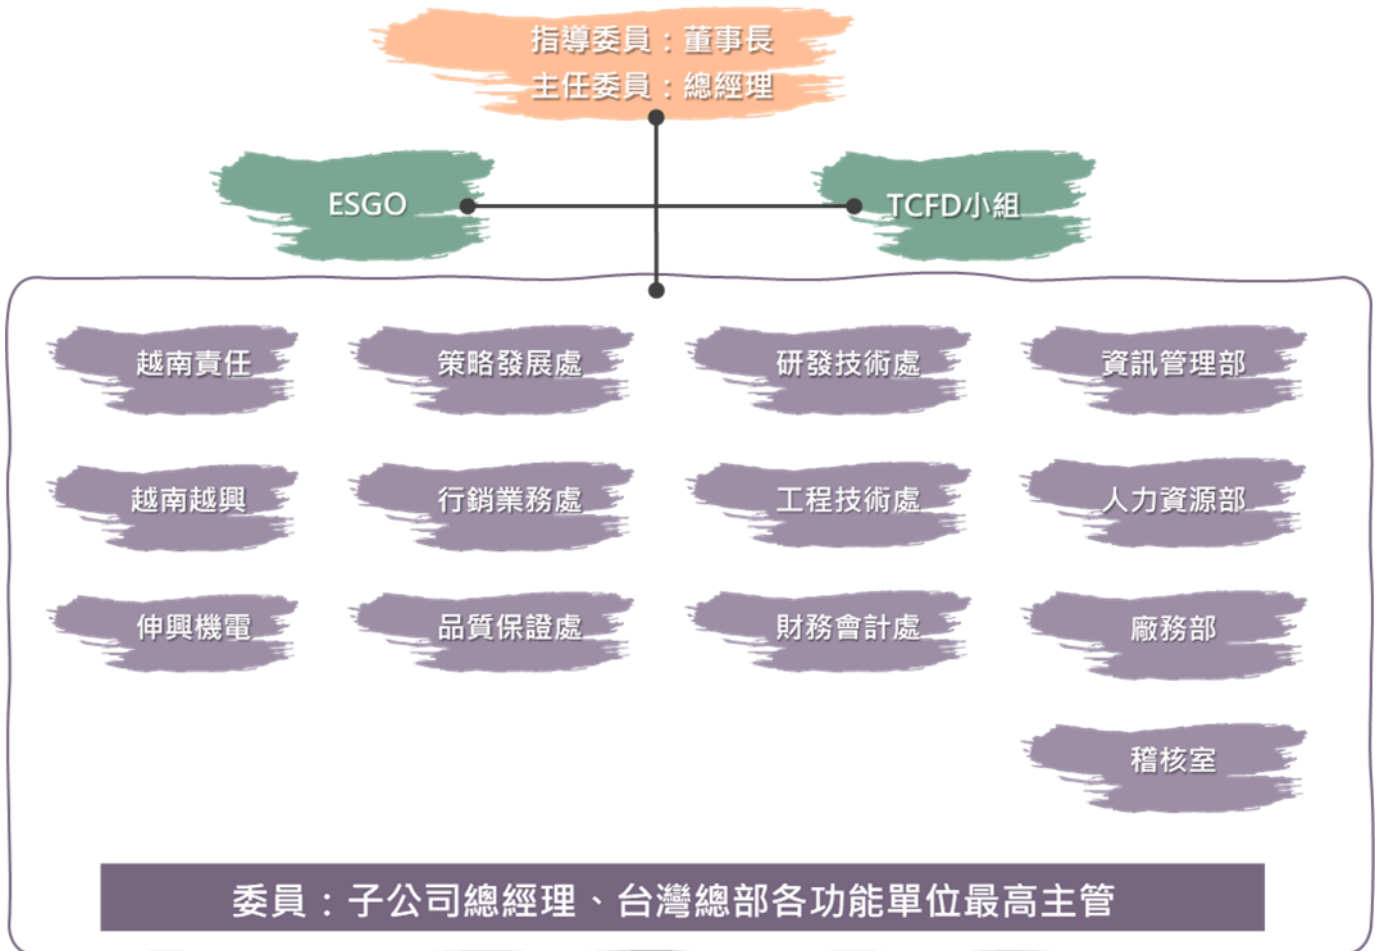 指導委員：董事長
主任委員：總經理
ESGO
TCFD小組
越南責任
策略發展處
研發技術處
資訊管理部
越南越興
行銷業務處
工程技術處
人力資源部
伸興機電
品質保證處
財務會計處
廠務部
稽核室
委員：子公司總經理、台灣總部各功能單位最高主管